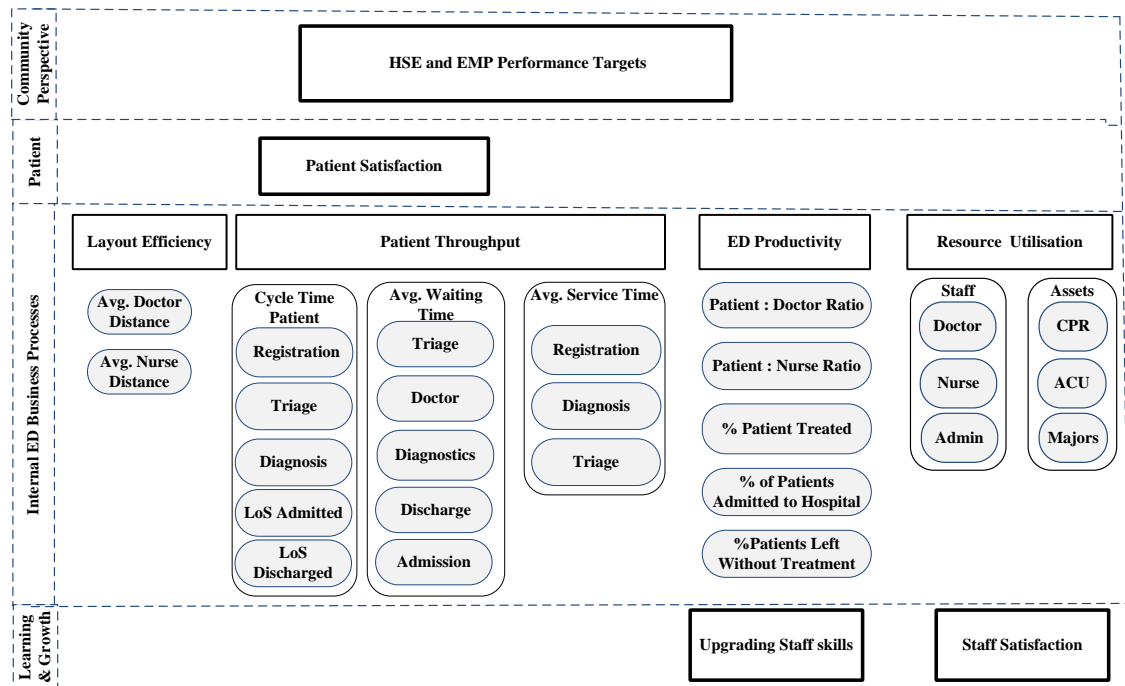 Community
Perspective
HSE and EMP Performance Targets
Patient
Patient Satisfaction
Internal ED Business Processes
Layout Efficiency
Avg. Doctor
Distance
Avg. Nurse
Distance
Patient Throughput
Cycle Time
Patient
Registration
Triage
Diagnosis
LoS Admitted
LoS
Discharged
Avg. Waiting
Time
Triage
Doctor
Diagnostics
Discharge
Admission
Avg. Service Time
Registration
Diagnosis
Triage
ED Productivity
Patient : Doctor Ratio
Patient : Nurse Ratio
% Patient Treated
% of Patients
Admitted to Hospital
%Patients Left
Without Treatment
Resource Utilisation
Staff
Doctor
Nurse
Admin
Assets
CPR
ACU
Majors
Learning
& Growth
Upgrading Staff skills
Staff Satisfaction